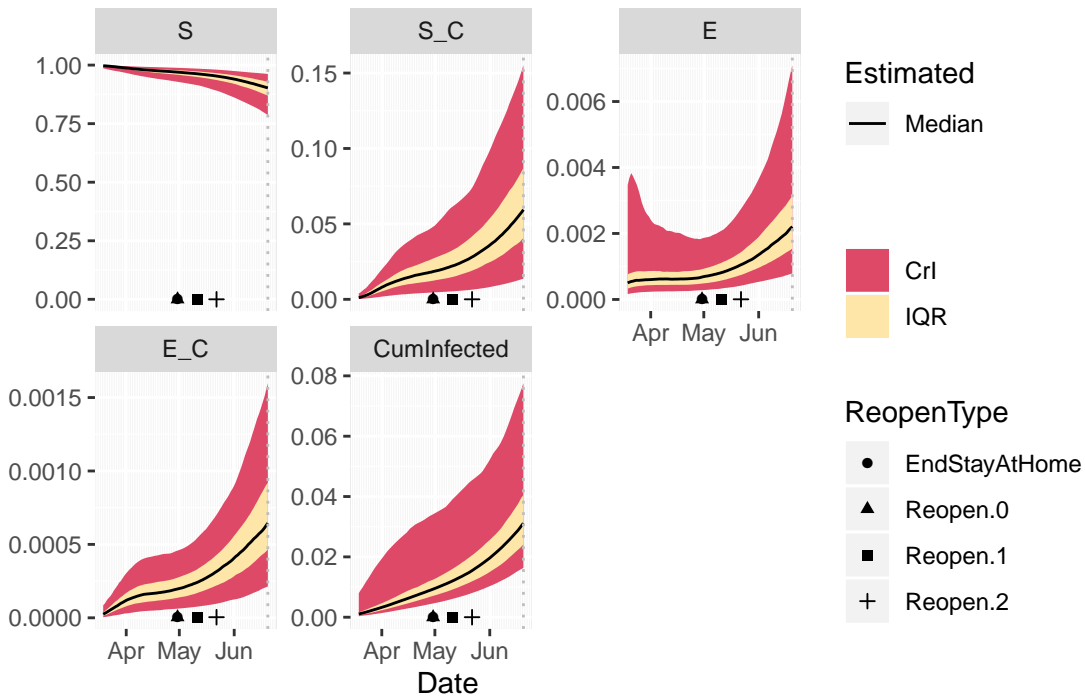 S
S_C
E
1.00
0.75
0.50
0.25
0.00
0.15
0.10
0.05
0.00
0.006
0.004
0.002
0.000
Apr May Jun
E_C
CumInfected
0.0015
0.0010
0.0005
0.0000
0.08
0.06
0.04
0.02
0.00
Apr May Jun
Apr May Jun
Date
Estimated
Median
CrI
IQR
ReopenType
EndStayAtHome
Reopen.0
Reopen.1
Reopen.2